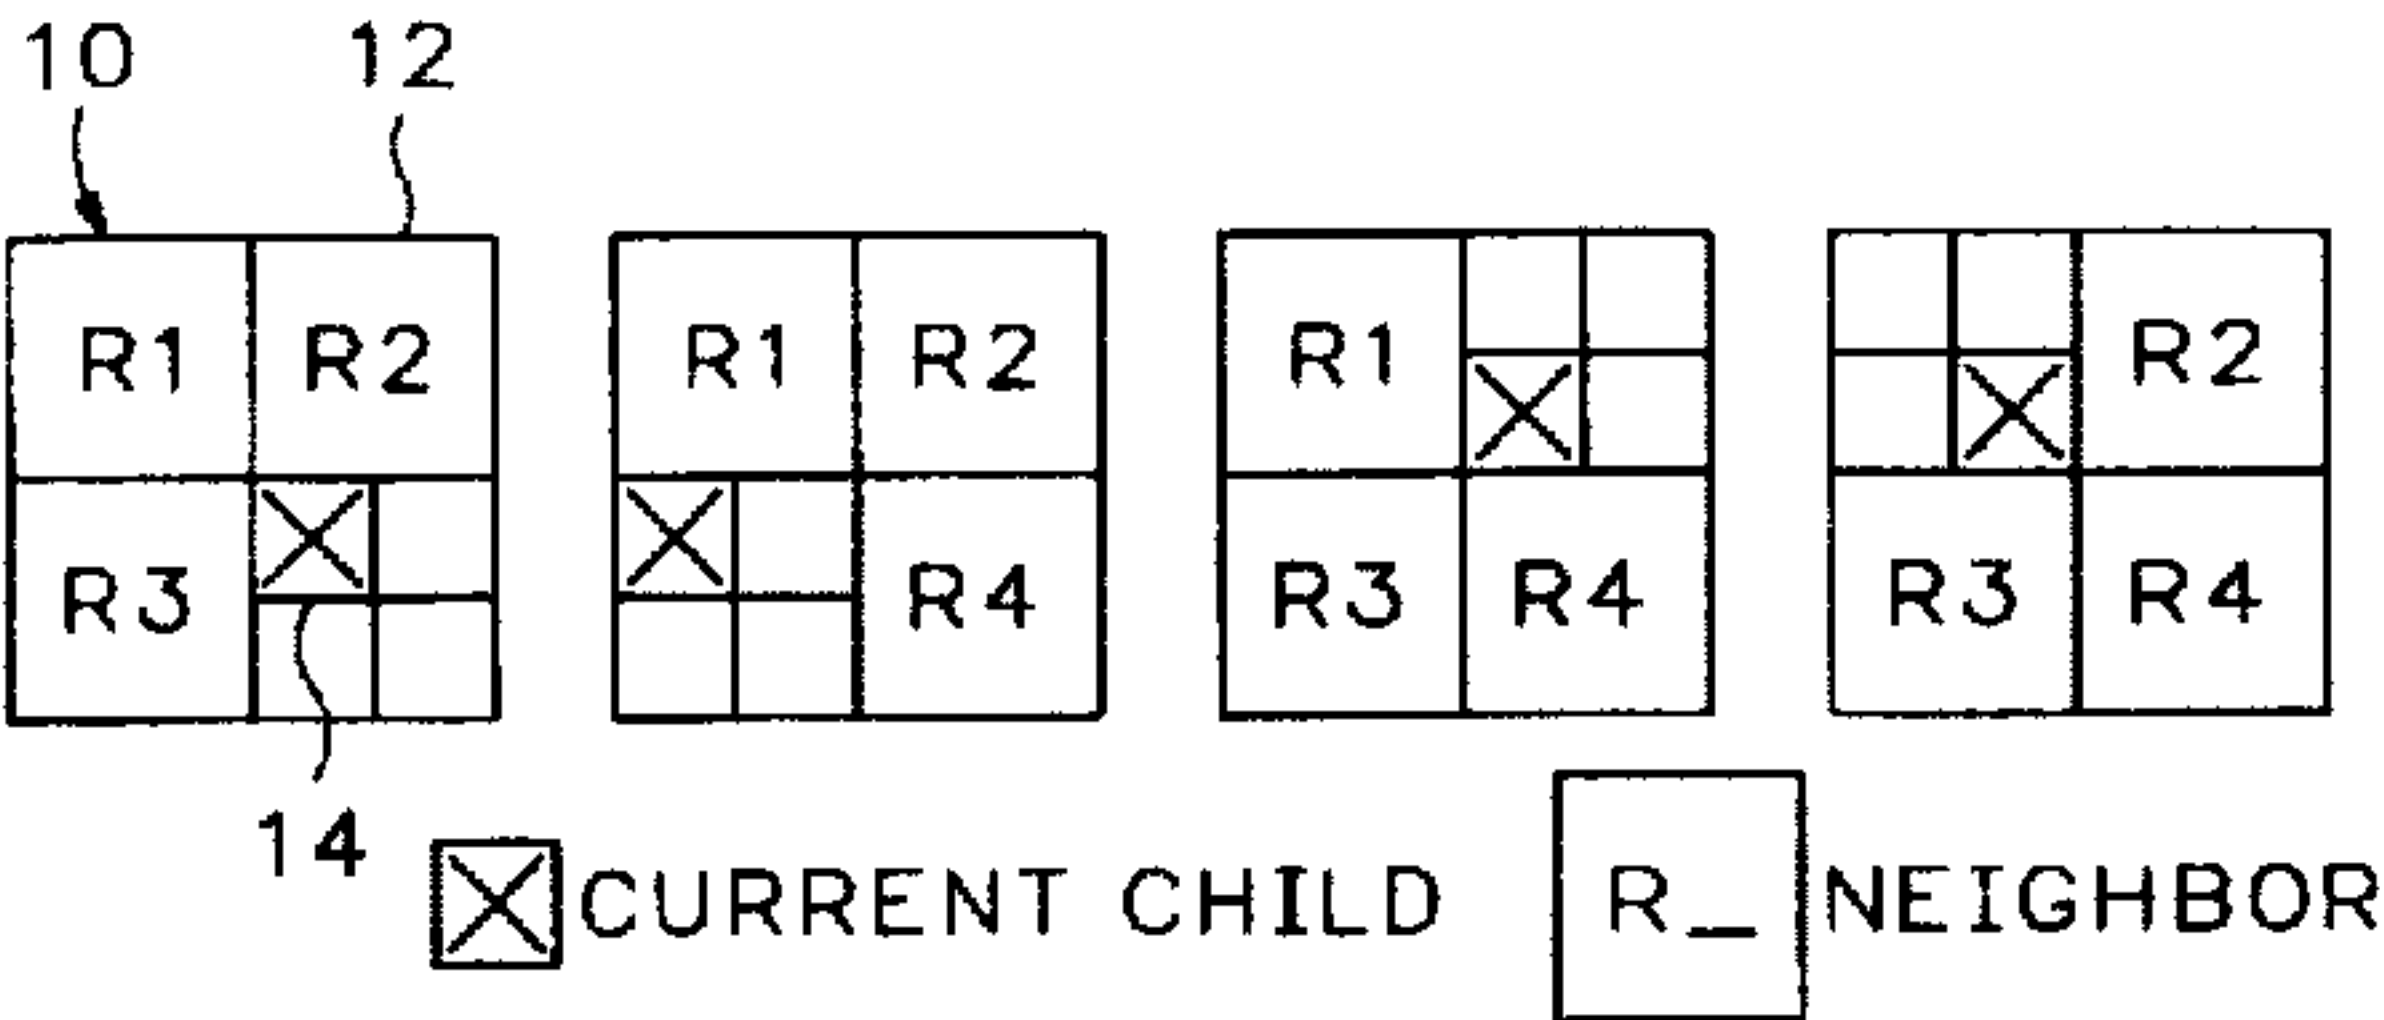 10 12
R1 R2 R1 R2 R1 R2
R3 R4 R3 R4 R3 R4
14
CURRENT CHILD R_ NEIGHBOR